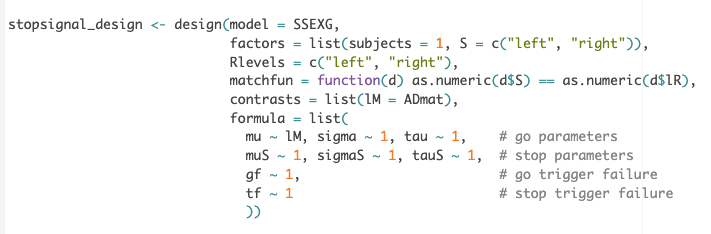 stopsignal_design <- design(model = SSEXG,
factors = list(subjects = 1, S = c("left", "right")),
Rlevels = c("left", "right"),
matchfun = function(d) as.numeric(d$S) == as.numeric(d$lR),
contrasts = list(lM = ADmat),
formula = list(
mu ~ lM, sigma ~ 1, tau ~ 1, # go parameters
muS ~ 1, sigmaS ~ 1, tauS ~ 1, # stop parameters
gf ~ 1, # go trigger failure
tf ~ 1 # stop trigger failure
))